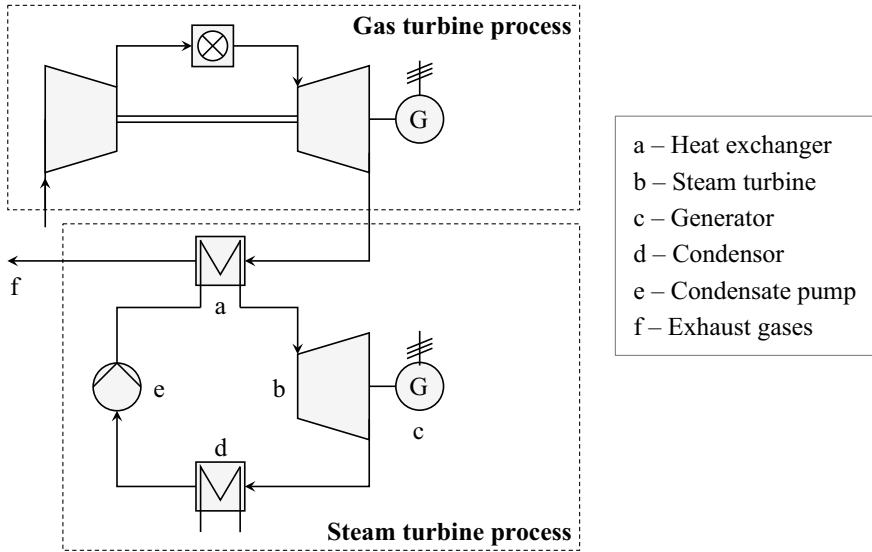 Gas turbine process
G
a – Heat exchanger
b – Steam turbine
c – Generator
d – Condensor
e – Condensate pump
f – Exhaust gases
f
a
e
b
G
c
d
Steam turbine process